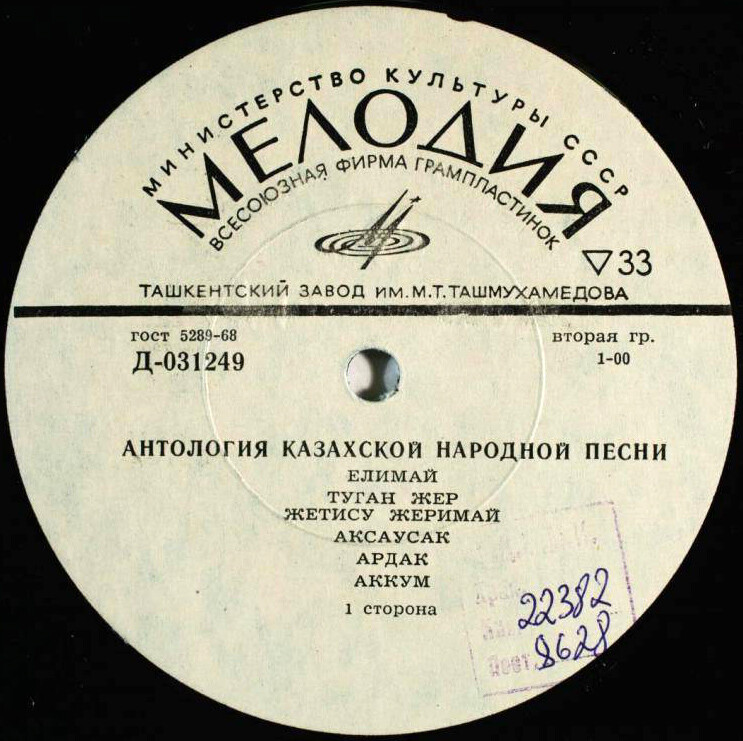 МИНИСТЕРСТВО КУЛЬТУРЫ СССР
МЕЛОДИЯ
ВСЕСОЮЗНАЯ ФИРМА ГРАМПЛАСТИНОК
33
ТАШКЕНТСКИЙ ЗАВОД ИМ. М.Т. ТАШМУХАМЕДОВА
гост 5289-68
вторая гр.
Д-031249
1-00
АНТОЛОГИЯ КАЗАХСКОЙ НАРОДНОЙ ПЕСНИ
ЕЛИМАЙ
ТУГАН ЖЕР
ЖЕТИСУ ЖЕРИМАЙ
АКСАУСАК
АРДАК
АККУМ
1 сторона
22382
8628